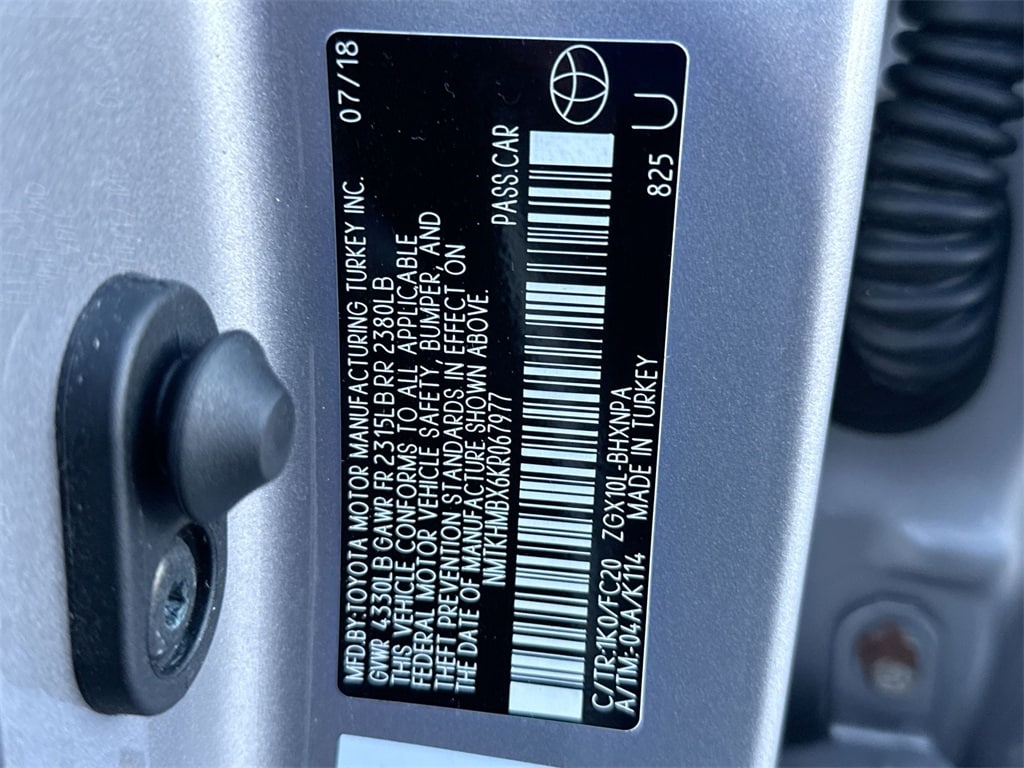 MFD.BY:TOYOTA MOTOR MANUFACTURING TURKEY INC. 07/18
GVWR 4330LB GAWR FR 2315LB RR 2380LB
THIS VEHICLE CONFORMS TO ALL APPLICABLE
FEDERAL MOTOR VEHICLE SAFETY, BUMPER, AND
THEFT PREVENTION STANDARDS IN EFFECT ON
THE DATE OF MANUFACTURE SHOWN ABOVE.
NMTKHMBX6KR067977 PASS.CAR
C/TR:1K0/FC20 ZGX10L-BHXNPA 825 U
A/TM:-04A/K114 MADE IN TURKEY